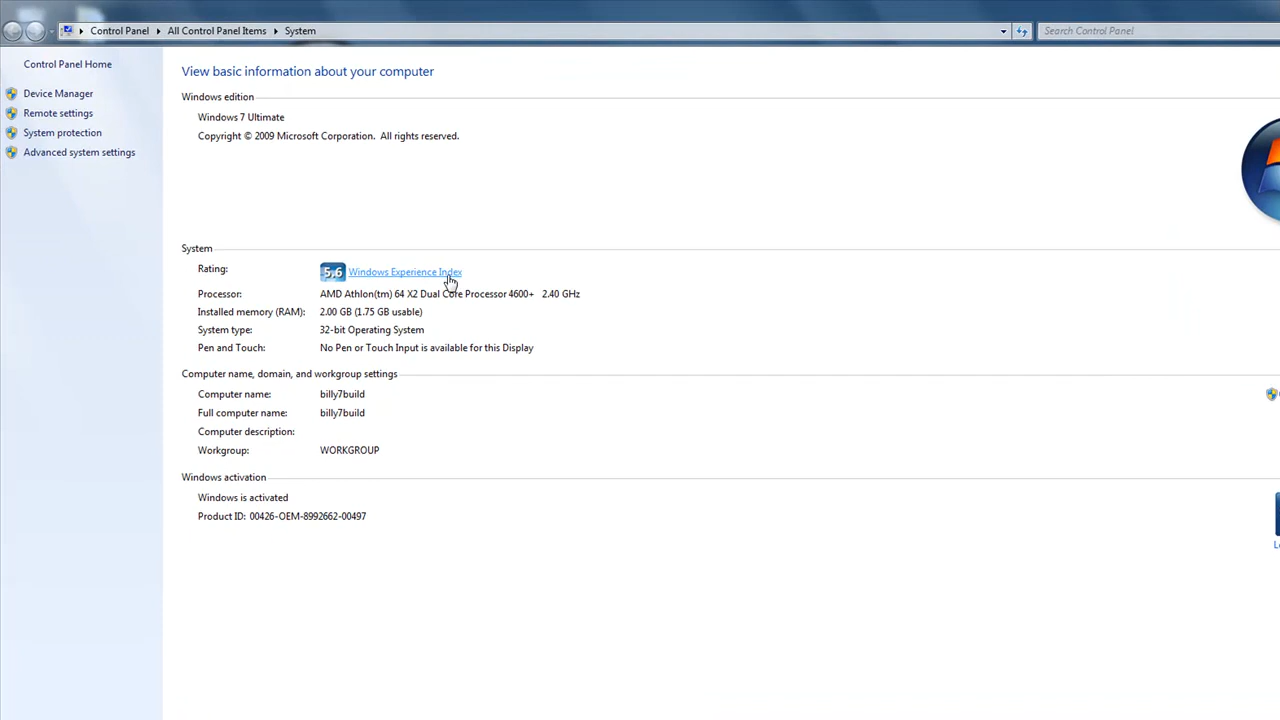 Control Panel All Control Panel Items System Search Control Panel
Control Panel Home
Device Manager
Remote settings
System protection
Advanced system settings
View basic information about your computer
Windows edition
Windows 7 Ultimate
Copyright © 2009 Microsoft Corporation. All rights reserved.
System
Rating: 5.6 Windows Experience Index
Processor: AMD Athlon(tm) 64 X2 Dual Core Processor 4600+ 2.40 GHz
Installed memory (RAM): 2.00 GB (1.75 GB usable)
System type: 32-bit Operating System
Pen and Touch: No Pen or Touch Input is available for this Display
Computer name, domain, and workgroup settings
Computer name: billy7build
Full computer name: billy7build
Computer description:
Workgroup: WORKGROUP
Windows activation
Windows is activated
Product ID: 00426-OEM-8992662-00497